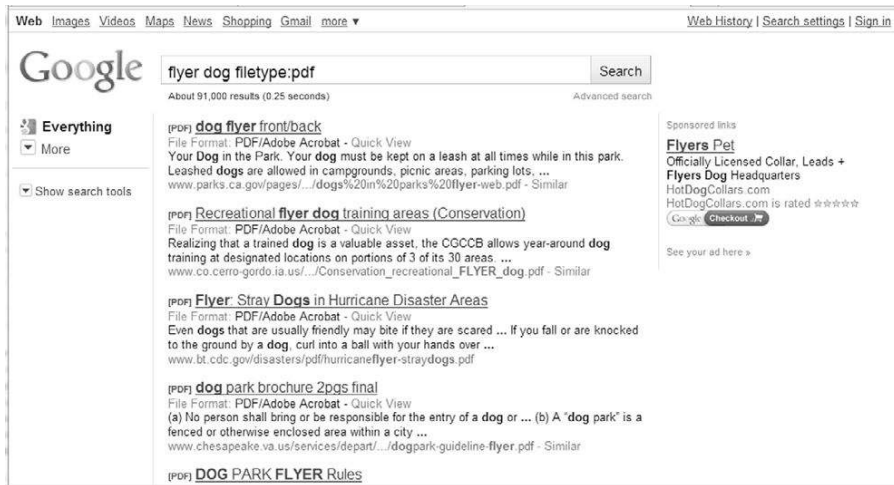 Web Images Videos Maps News Shopping Gmail more ▼
Web History | Search settings | Sign in
Google
flyer dog filetype:pdf
Search
About 91,000 results (0.25 seconds)
Advanced search
Everything
More
Show search tools
[PDF] dog flyer front/back
File Format: PDF/Adobe Acrobat - Quick View
Your Dog in the Park. Your dog must be kept on a leash at all times while in this park.
Leashed dogs are allowed in campgrounds, picnic areas, parking lots, ...
www.parks.ca.gov/pages/.../dogs%20in%20parks%20flyer-web.pdf - Similar
[PDF] Recreational flyer dog training areas (Conservation)
File Format: PDF/Adobe Acrobat - Quick View
Realizing that a trained dog is a valuable asset, the CGCCB allows year-around dog
training at designated locations on portions of 3 of its 30 areas. ...
www.co.cerro-gordo.ia.us/.../Conservation_recreational_FLYER_dog.pdf - Similar
[PDF] Flyer: Stray Dogs in Hurricane Disaster Areas
File Format: PDF/Adobe Acrobat - Quick View
Even dogs that are usually friendly may bite if they are scared ... If you fall or are knocked
to the ground by a dog, curl into a ball with your hands over ...
www.bt.cdc.gov/disasters/pdf/hurricaneflyer-straydogs.pdf
[PDF] dog park brochure 2pgs final
File Format: PDF/Adobe Acrobat - Quick View
(a) No person shall bring or be responsible for the entry of a dog or ... (b) A “dog park” is a
fenced or otherwise enclosed area within a city ...
www.chesapeake.va.us/services/depart/.../dogpark-guideline-flyer.pdf - Similar
[PDF] DOG PARK FLYER Rules
Sponsored links
Flyers Pet
Officially Licensed Collar, Leads +
Flyers Dog Headquarters
HotDogCollars.com
HotDogCollars.com is rated ☆☆☆☆☆
Google Checkout
See your ad here »